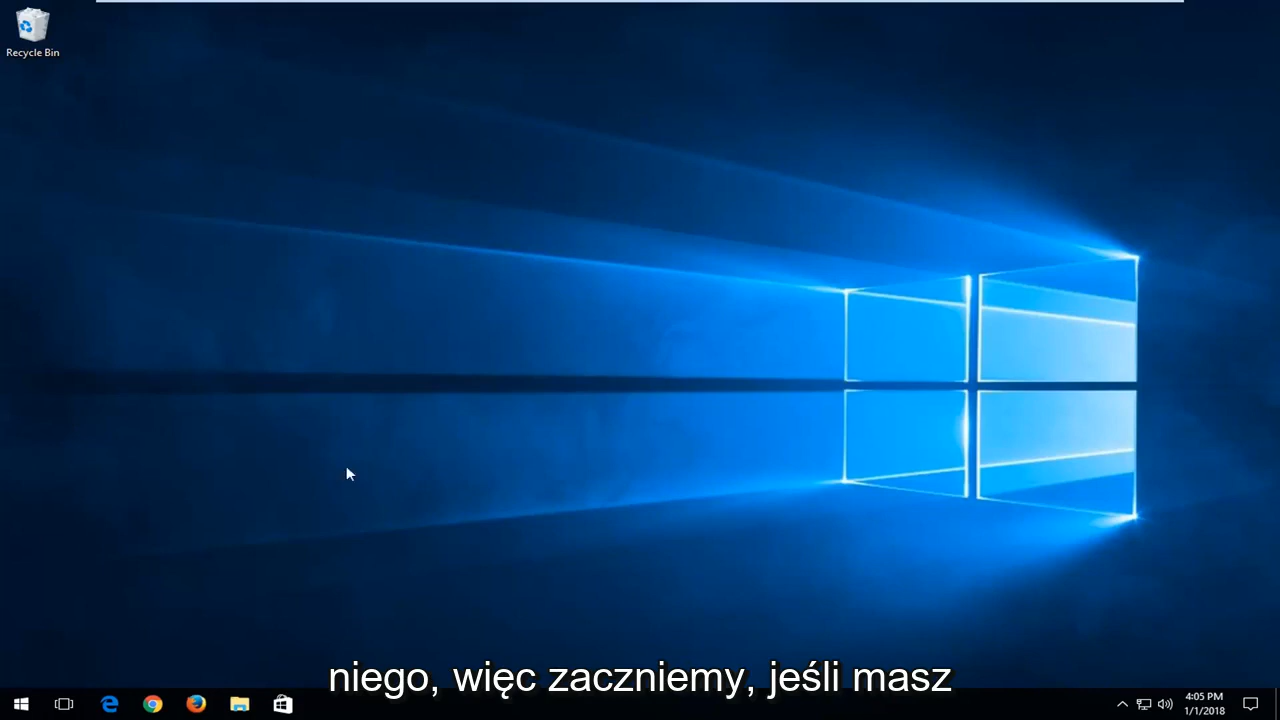 Recycle Bin
niego, więc zaczniemy, jeśli masz
4:05 PM
1/1/2018